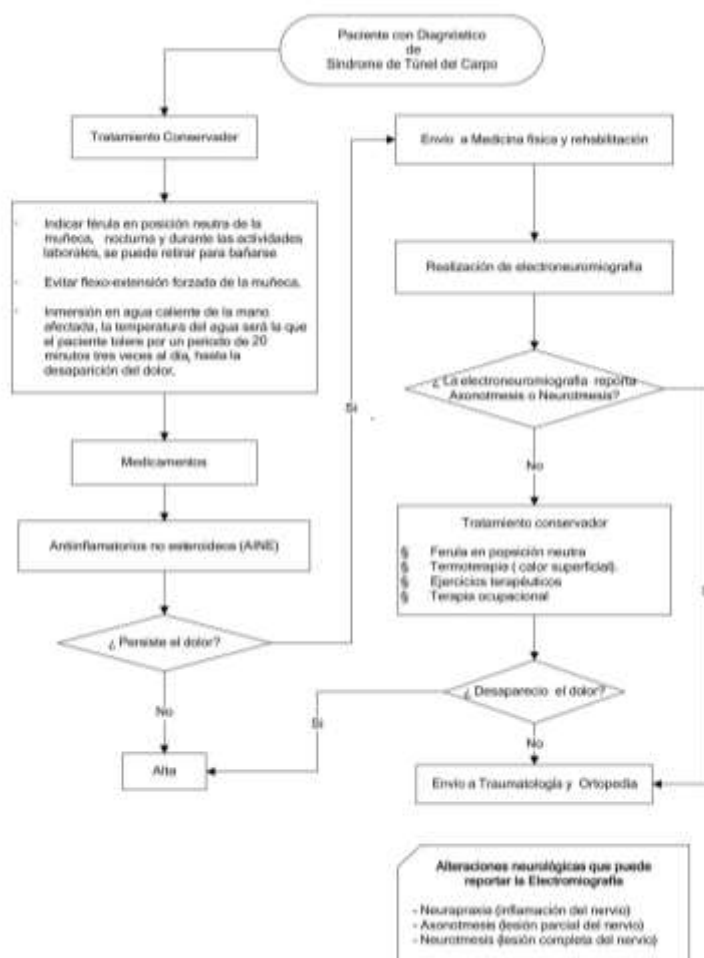 Paciente con Diagnóstico
de
Síndrome de Túnel del Carpo
Tratamiento Conservador
· Indicar férula en posición neutra de la
muñeca, nocturna y durante las actividades
laborales, se puede retirar para bañarse
· Evitar flexo-extensión forzada de la muñeca.
· Inmersión en agua caliente de la mano
afectada, la temperatura del agua será la que
el paciente tolere por un periodo de 20
minutos tres veces al día, hasta la
desaparición del dolor.
Medicamentos
Antiinflamatorios no esteroideos (AINE)
¿ Persiste el dolor?
No
Alta
Si
Envío a Medicina física y rehabilitación
Realización de electroneuromiografía
¿ La electroneuromiografía reporta
Axonotmesis o Neurotmesis?
No
Tratamiento conservador
§ Ferula en popsición neutra
§ Termoterapia ( calor superficial).
§ Ejercicios terapéuticos
§ Terapia ocupacional
¿ Desaparecio el dolor?
Si
No
Envío a Traumatología y Ortopedia
Alteraciones neurológicas que puede
reportar la Electromiografía
- Neurapraxia (inflamación del nervio)
- Axonotmesis (lesión parcial del nervio)
- Neurotmesis (lesión completa del nervio)